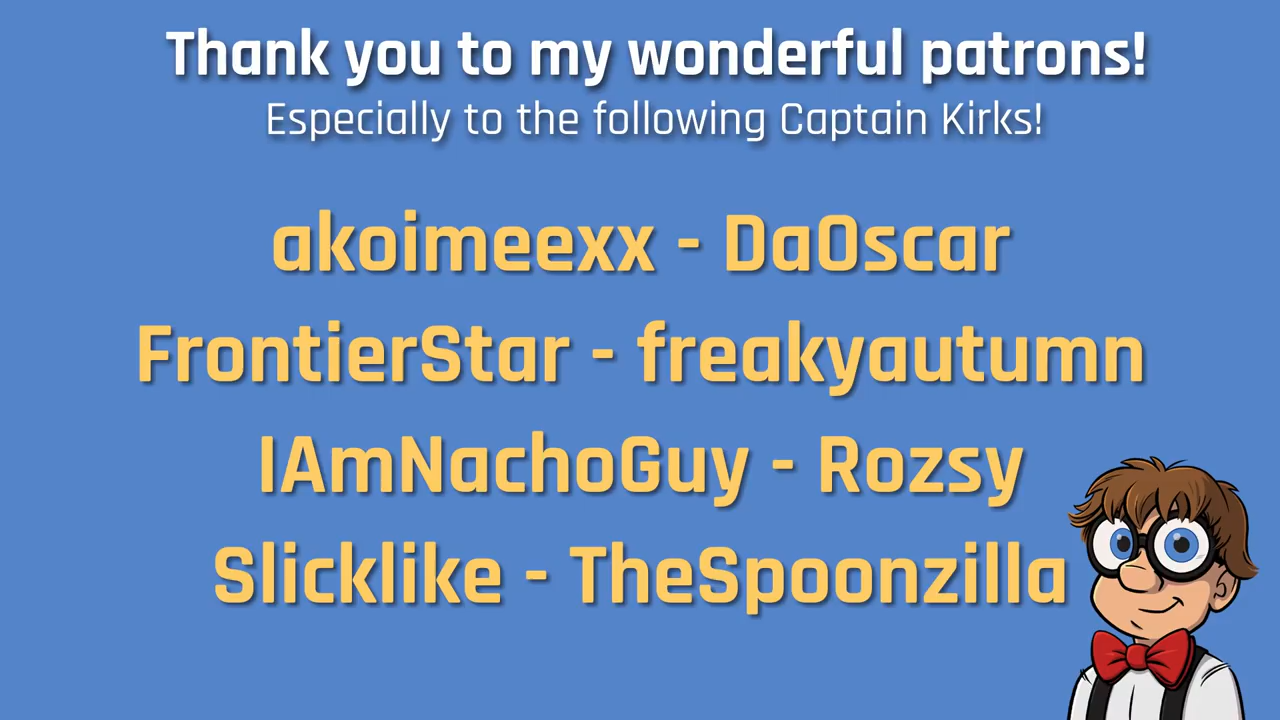 Thank you to my wonderful patrons!
Especially to the following Captain Kirks!
akoimeexx - DaOscar
FrontierStar - freakyautumn
IAmNachoGuy - Rozsy
Slicklike - TheSpoonzilla